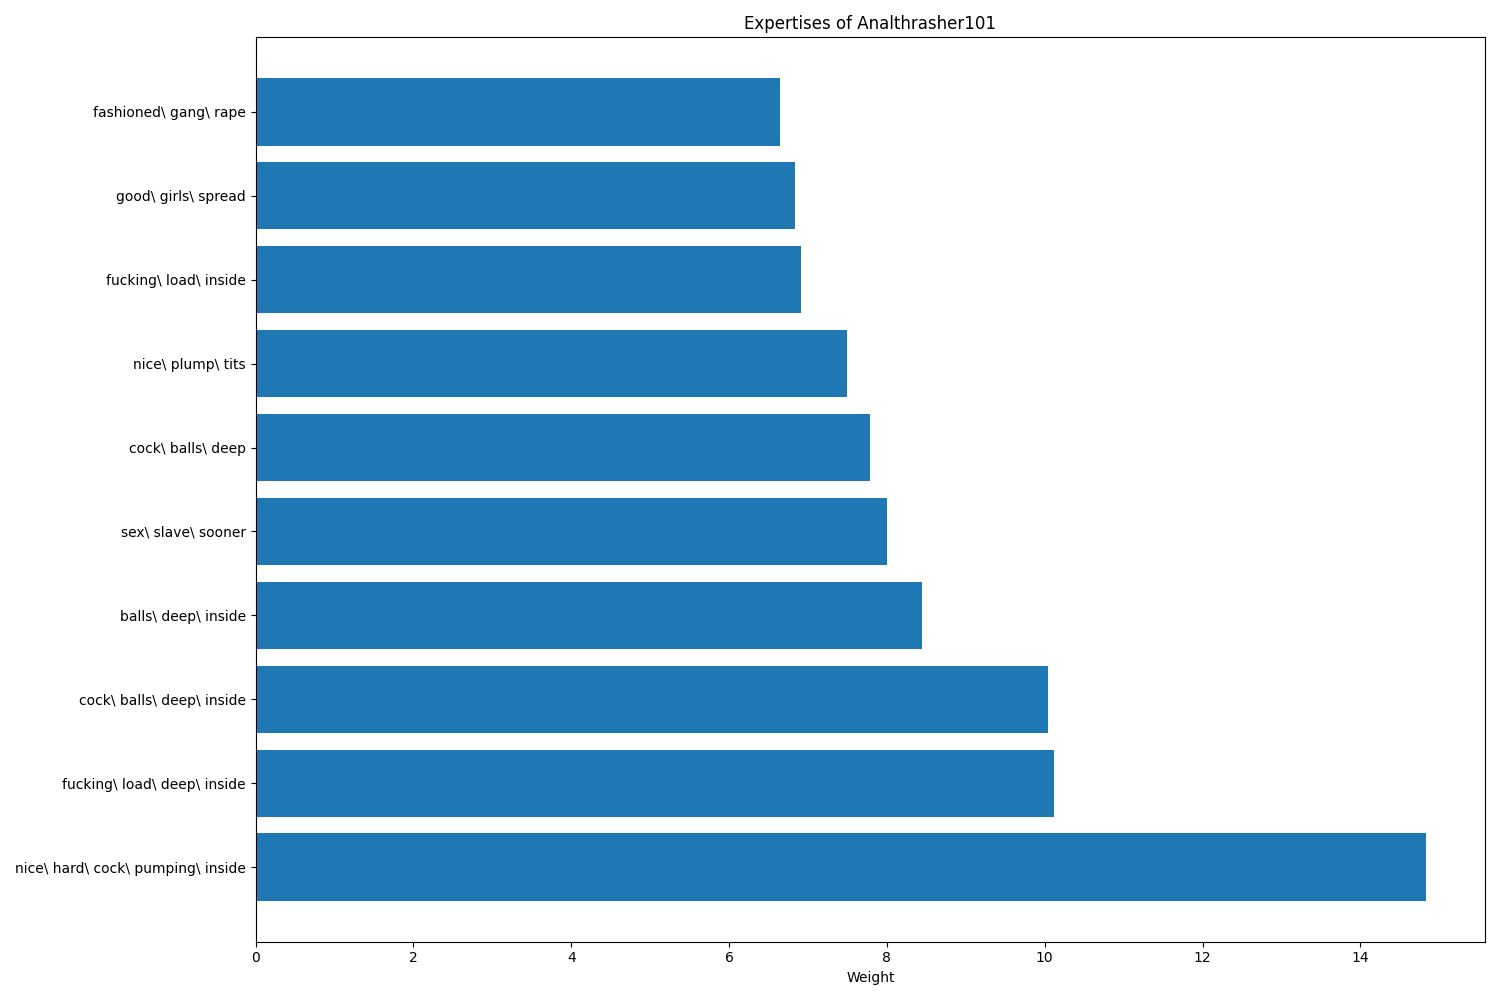 Expertises of Analthrasher101
fashioned\ gang\ rape
good\ girls\ spread
fucking\ load\ inside
nice\ plump\ tits
cock\ balls\ deep
sex\ slave\ sooner
balls\ deep\ inside
cock\ balls\ deep\ inside
fucking\ load\ deep\ inside
nice\ hard\ cock\ pumping\ inside
0 2 4 6 8 10 12 14
Weight